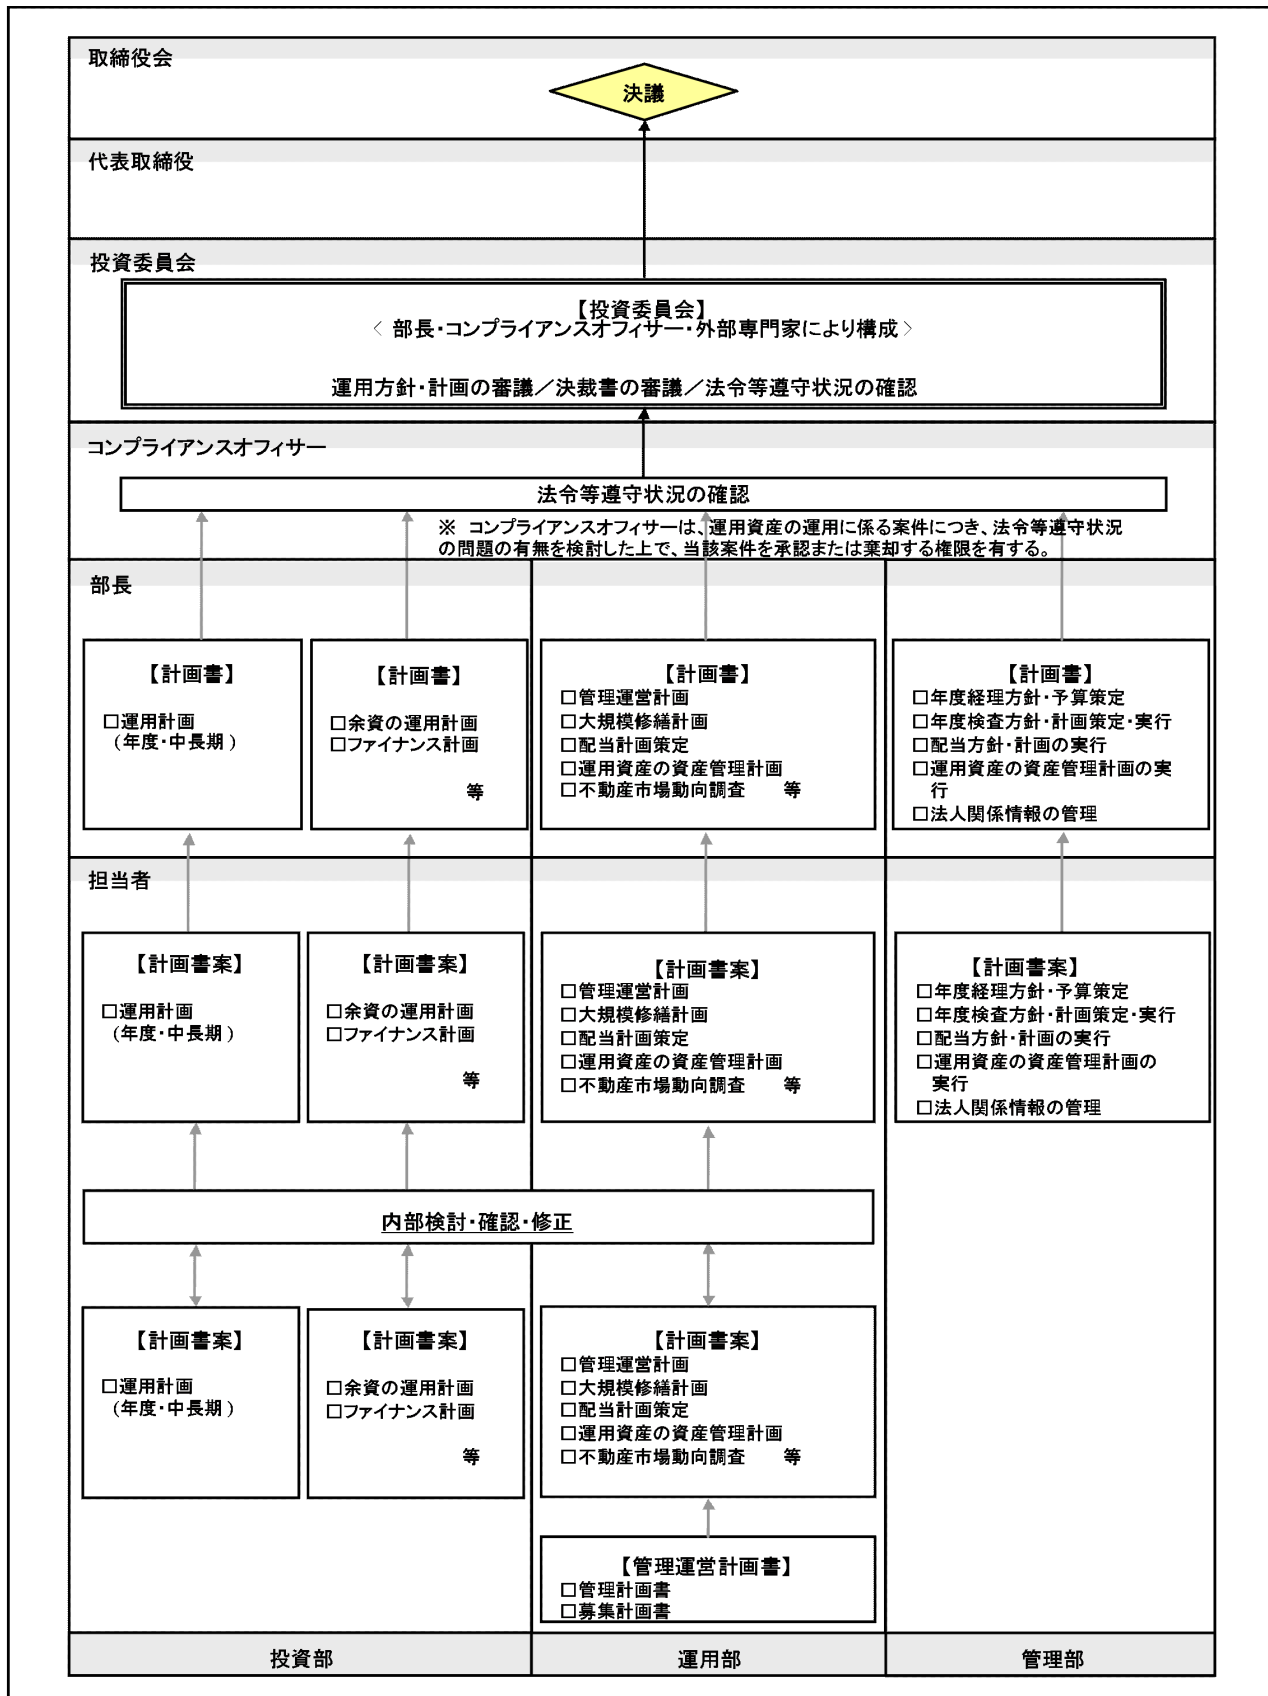 取締役会
決議
代表取締役
投資委員会
【投資委員会】
< 部長・コンプライアンスオフィサー・外部専門家により構成 >
運用方針・計画の審議／決裁書の審議／法令等遵守状況の確認
コンプライアンスオフィサー
法令等遵守状況の確認
※ コンプライアンスオフィサーは、運用資産の運用に係る案件につき、法令等遵守状況
の問題の有無を検討した上で、当該案件を承認または棄却する権限を有する。
部長
【計画書】
□運用計画
(年度・中長期)
【計画書】
□余資の運用計画
□ファイナンス計画
等
【計画書】
□管理運営計画
□大規模修繕計画
□配当計画策定
□運用資産の資産管理計画
□不動産市場動向調査 等
【計画書】
□年度経理方針・予算策定
□年度検査方針・計画策定・実行
□配当方針・計画の実行
□運用資産の資産管理計画の実
行
□法人関係情報の管理
担当者
【計画書案】
□運用計画
(年度・中長期)
【計画書案】
□余資の運用計画
□ファイナンス計画
等
【計画書案】
□管理運営計画
□大規模修繕計画
□配当計画策定
□運用資産の資産管理計画
□不動産市場動向調査 等
【計画書案】
□年度経理方針・予算策定
□年度検査方針・計画策定・実行
□配当方針・計画の実行
□運用資産の資産管理計画の
実行
□法人関係情報の管理
内部検討・確認・修正
【計画書案】
□運用計画
(年度・中長期)
【計画書案】
□余資の運用計画
□ファイナンス計画
等
【計画書案】
□管理運営計画
□大規模修繕計画
□配当計画策定
□運用資産の資産管理計画
□不動産市場動向調査 等
【管理運営計画書】
□管理計画書
□募集計画書
投資部
運用部
管理部